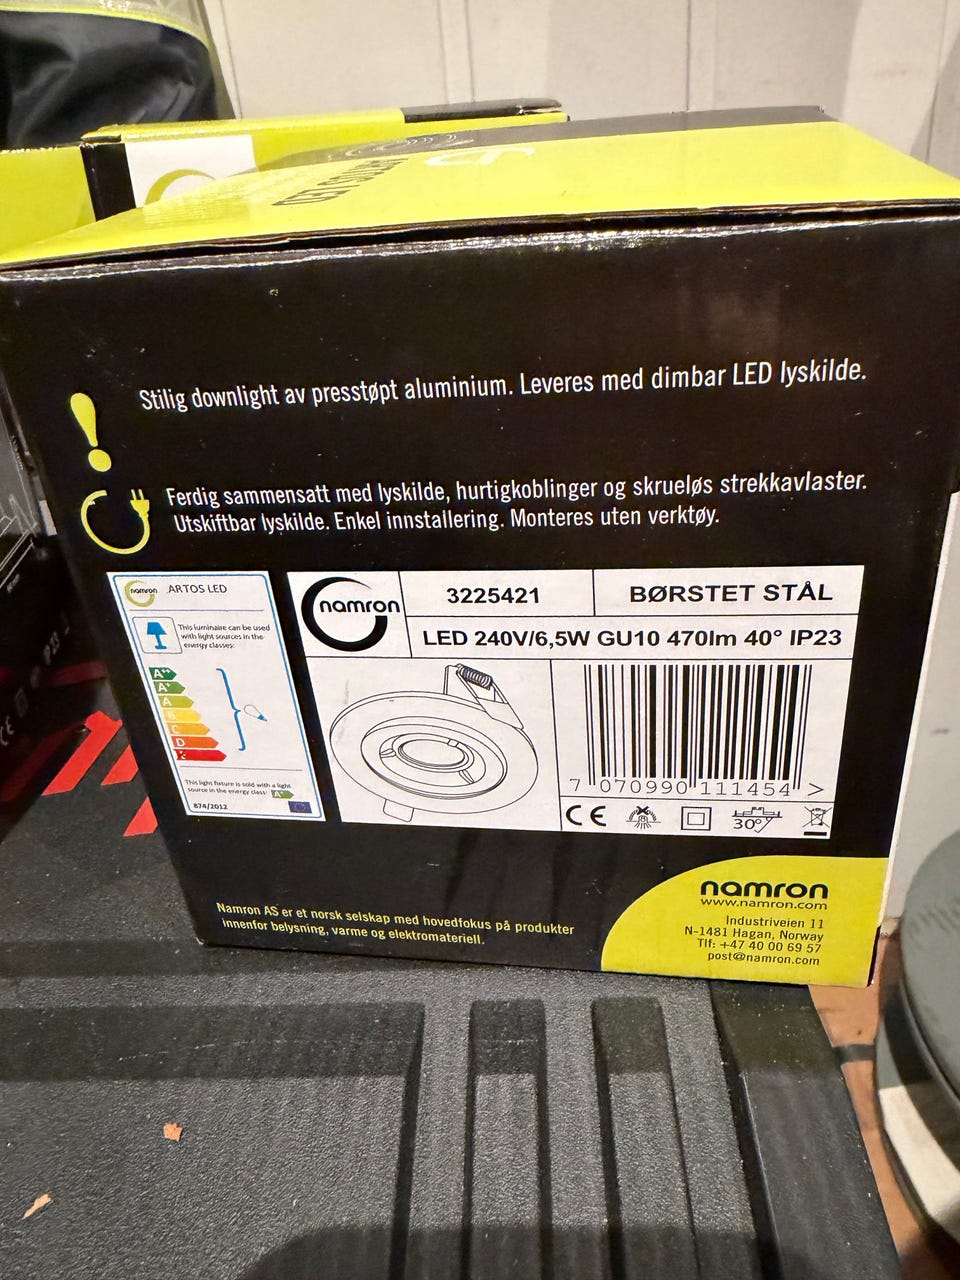 ARTOS LED
Stilig downlight av presstøpt aluminium. Leveres med dimbar LED lyskilde.
Ferdig sammensatt med lyskilde, hurtigkoblinger og skrueløs strekkavlaster.
Utskiftbar lyskilde. Enkel innstallering. Monteres uten verktøy.
namron ARTOS LED
This luminaire can be used
with light sources in the
energy classes:
A++
A+
A
B
C
D
E
This light fixture is sold with a light
source in the energy class: A+
874/2012
namron
3225421
BØRSTET STÅL
LED 240V/6,5W GU10 470lm 40° IP23
7 070990 111454 >
CE
30°
Namron AS er et norsk selskap med hovedfokus på produkter
innenfor belysning, varme og elektromateriell.
namron
www.namron.com
Industriveien 11
N-1481 Hagan, Norway
Tlf: +47 40 00 69 57
post@namron.com